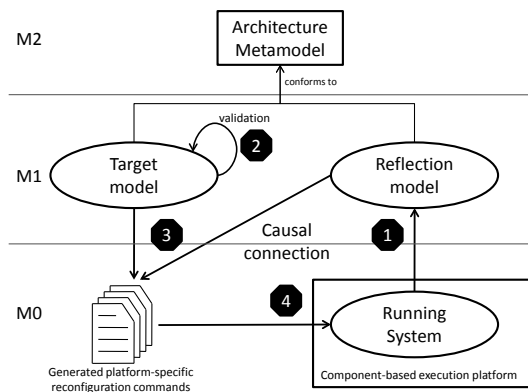 M2
Architecture
Metamodel
conforms to
validation
M1
Target
model
2
Reflection
model
3
Causal
connection
1
M0
4
Running
System
Generated platform-specific
reconfiguration commands
Component-based execution platform